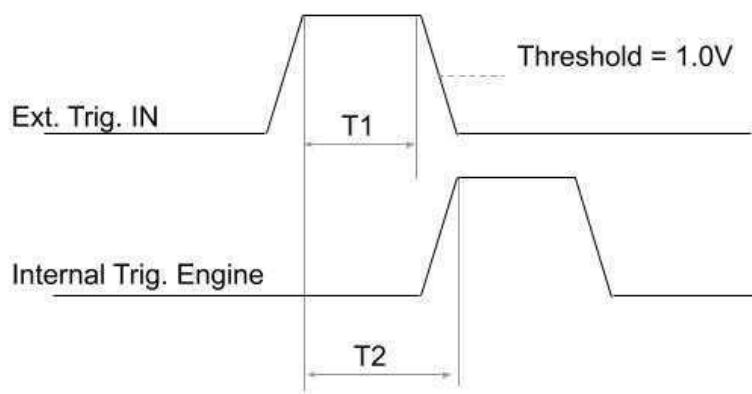 Threshold = 1.0V
Ext. Trig. IN
T1
Internal Trig. Engine
T2